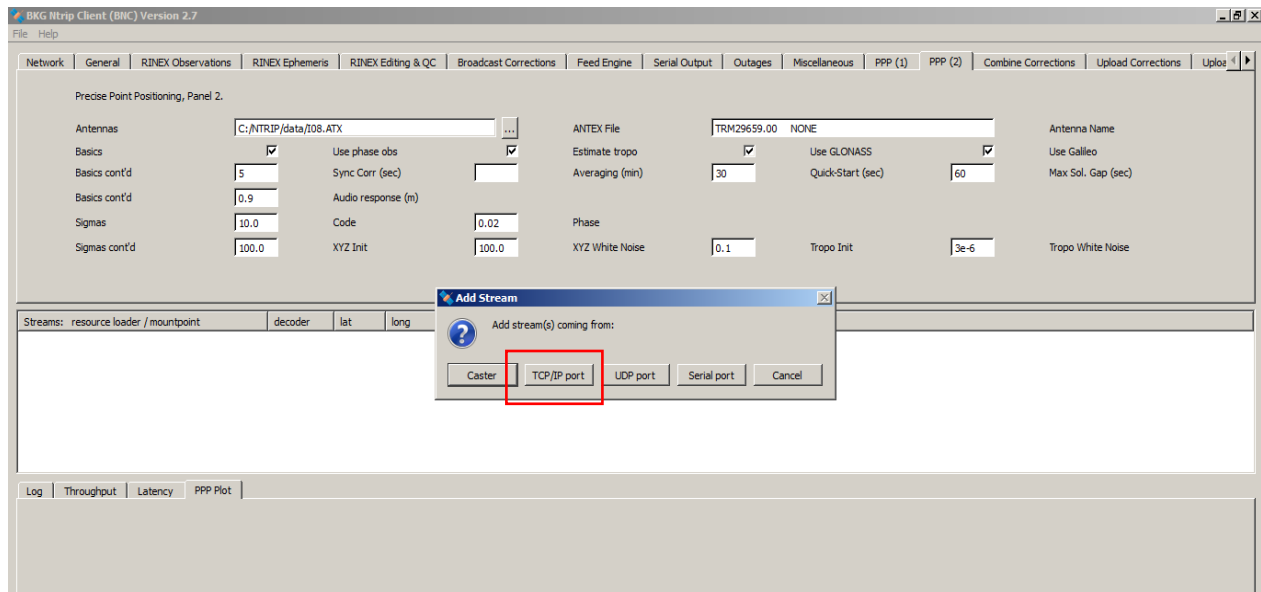 BKG Ntrip Client (BNC) Version 2.7
File Help
Network General RINEX Observations RINEX Ephemeris RINEX Editing & QC Broadcast Corrections Feed Engine Serial Output Outages Miscellaneous PPP (1) PPP (2) Combine Corrections Upload Corrections Uploa
Precise Point Positioning, Panel 2.
Antennas C:/NTRIP/data/I08.ATX ... ANTEX File TRM29659.00 NONE Antenna Name
Basics Use phase obs Estimate tropo Use GLONASS Use Galileo
Basics cont'd 5 Sync Corr (sec) Averaging (min) 30 Quick-Start (sec) 60 Max Sol. Gap (sec)
Basics cont'd 0.9 Audio response (m)
Sigmas 10.0 Code 0.02 Phase
Sigmas cont'd 100.0 XYZ Init 100.0 XYZ White Noise 0.1 Tropo Init 3e-6 Tropo White Noise
Add Stream
Streams: resource loader / mountpoint decoder lat long
Add stream(s) coming from:
Caster TCP/IP port UDP port Serial port Cancel
Log Throughput Latency PPP Plot